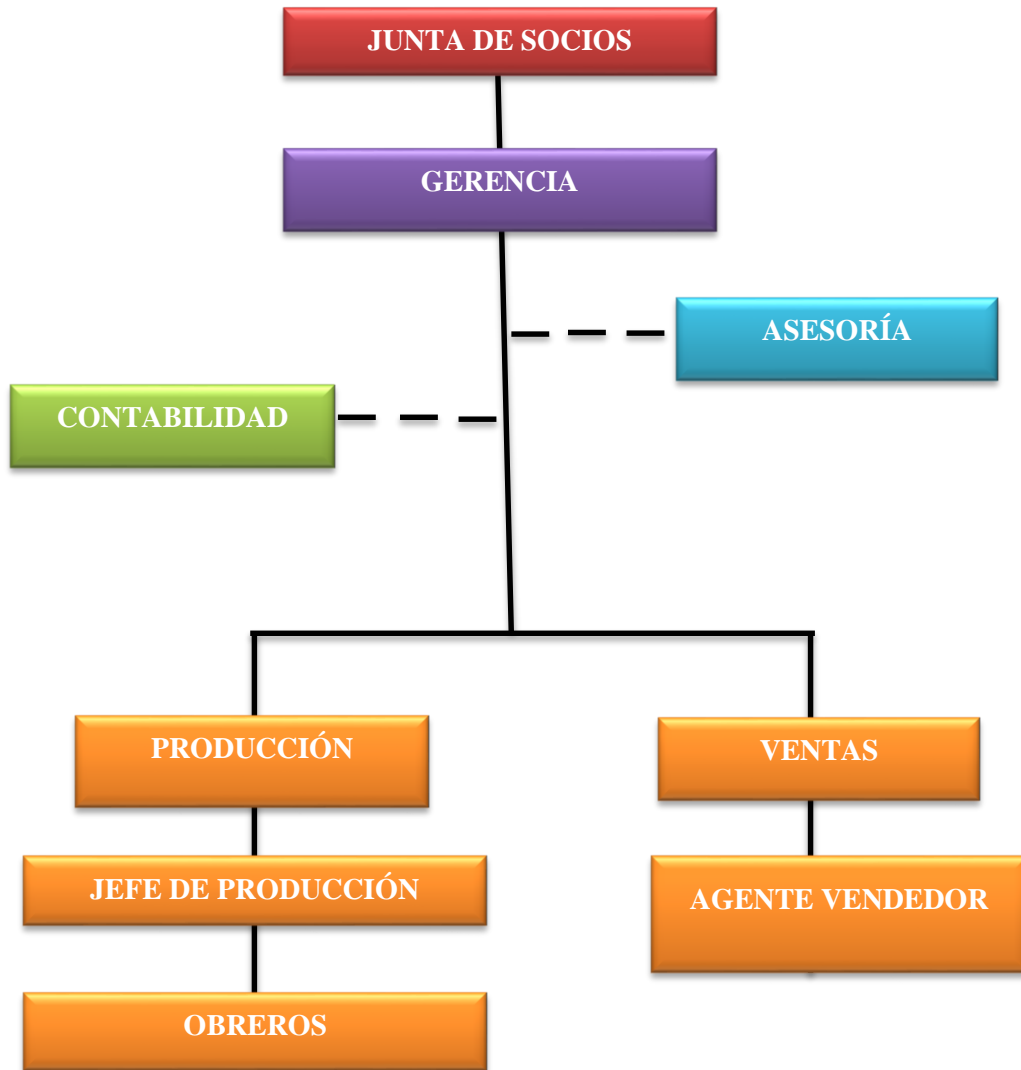 JUNTA DE SOCIOS
GERENCIA
ASESORÍA
CONTABILIDAD
PRODUCCIÓN
VENTAS
JEFE DE PRODUCCIÓN
AGENTE VENDEDOR
OBREROS